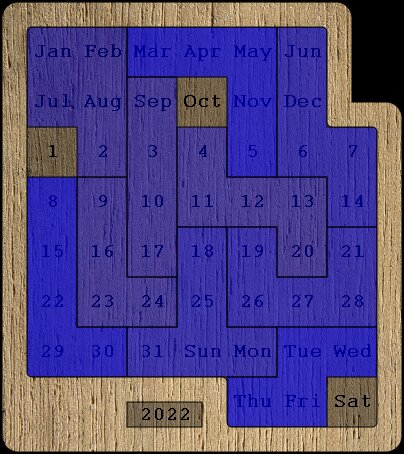 Jan Feb Mar Apr May Jun
Jul Aug Sep Oct Nov Dec
1 2 3 4 5 6 7
8 9 10 11 12 13 14
15 16 17 18 19 20 21
22 23 24 25 26 27 28
29 30 31 Sun Mon Tue Wed
Thu Fri Sat
2022